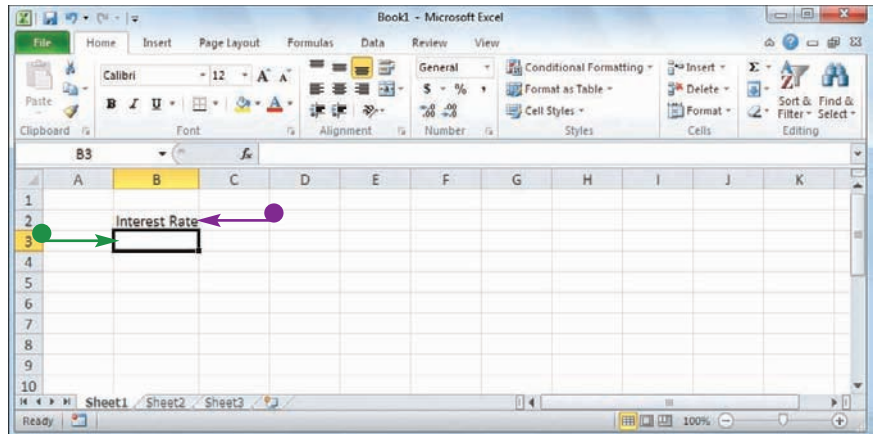 Book1 - Microsoft Excel
File Home Insert Page Layout Formulas Data Review View
Calibri 12 A A General Conditional Formatting Insert Σ
Paste B I U A $ % , Format as Table Delete Sort & Find &
.0 .00 Cell Styles Format Filter Select
Clipboard Font Alignment Number Styles Cells Editing
B3 fx
A B C D E F G H I J K
1
2 Interest Rate
3
4
5
6
7
8
9
10
Sheet1 Sheet2 Sheet3
Ready 100%